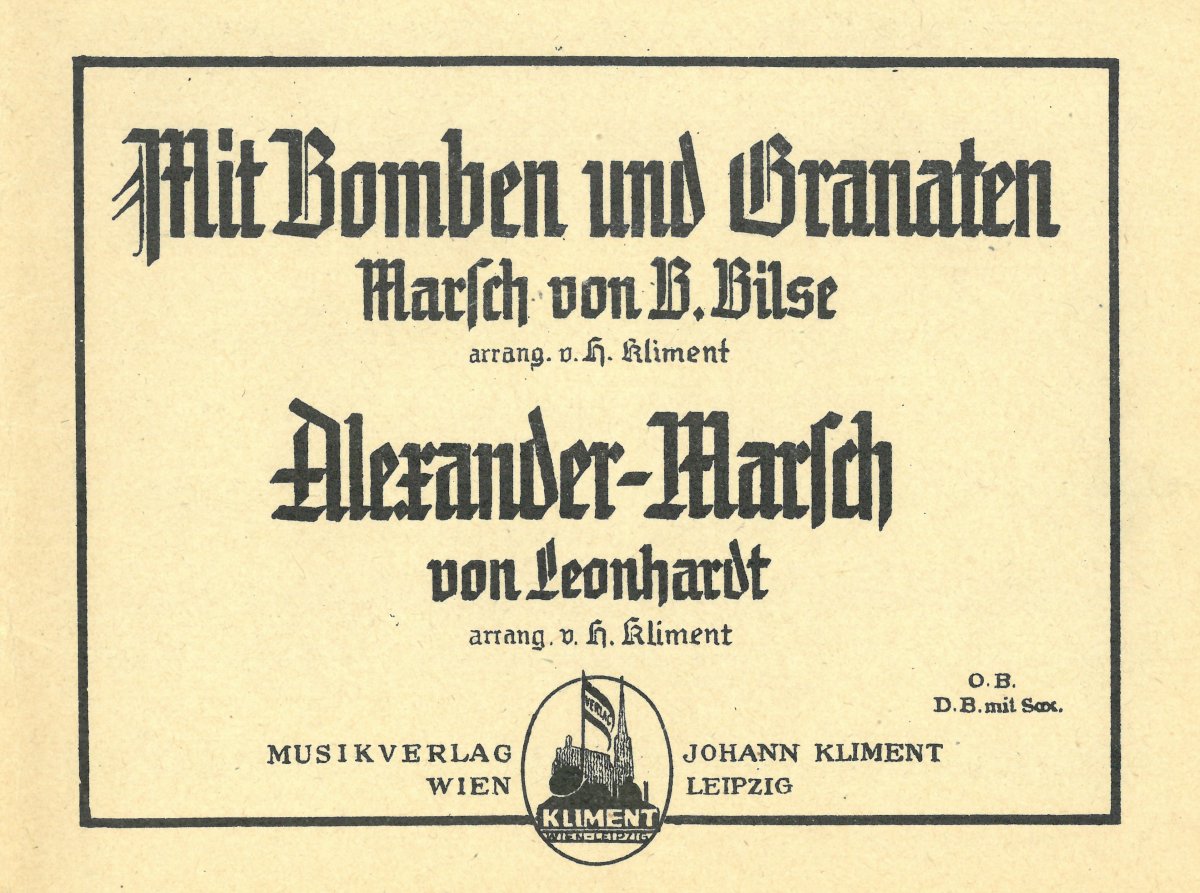 Mit Bomben und Granaten
Marſch von B. Bilse
arrang. v. H. Kliment
Alexander-Marſch
von Leonhardt
arrang. v. H. Kliment
O. B.
D. B. mit Sax.
MUSIKVERLAG JOHANN KLIMENT
WIEN LEIPZIG
VERLAG
KLIMENT
WIEN-LEIPZIG